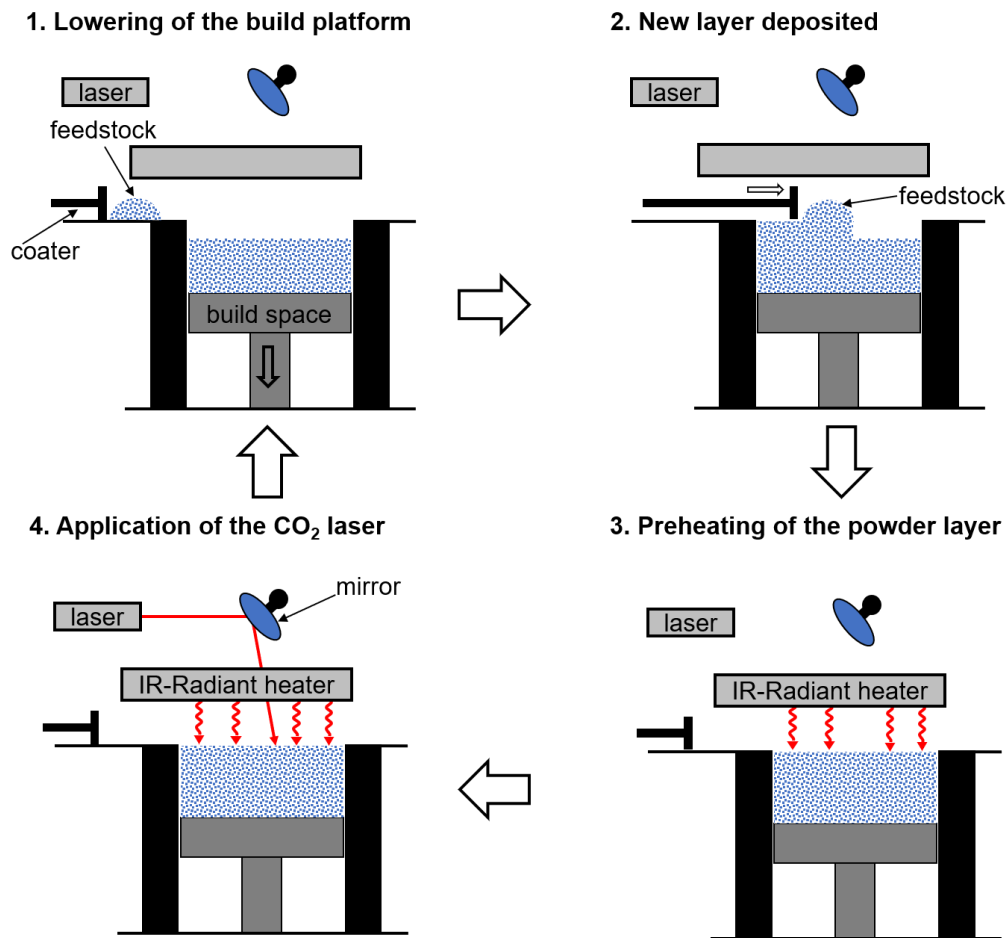 1. Lowering of the build platform
laser
feedstock
coater
build space
2. New layer deposited
laser
feedstock
3. Preheating of the powder layer
laser
IR-Radiant heater
4. Application of the CO₂ laser
mirror
laser
IR-Radiant heater